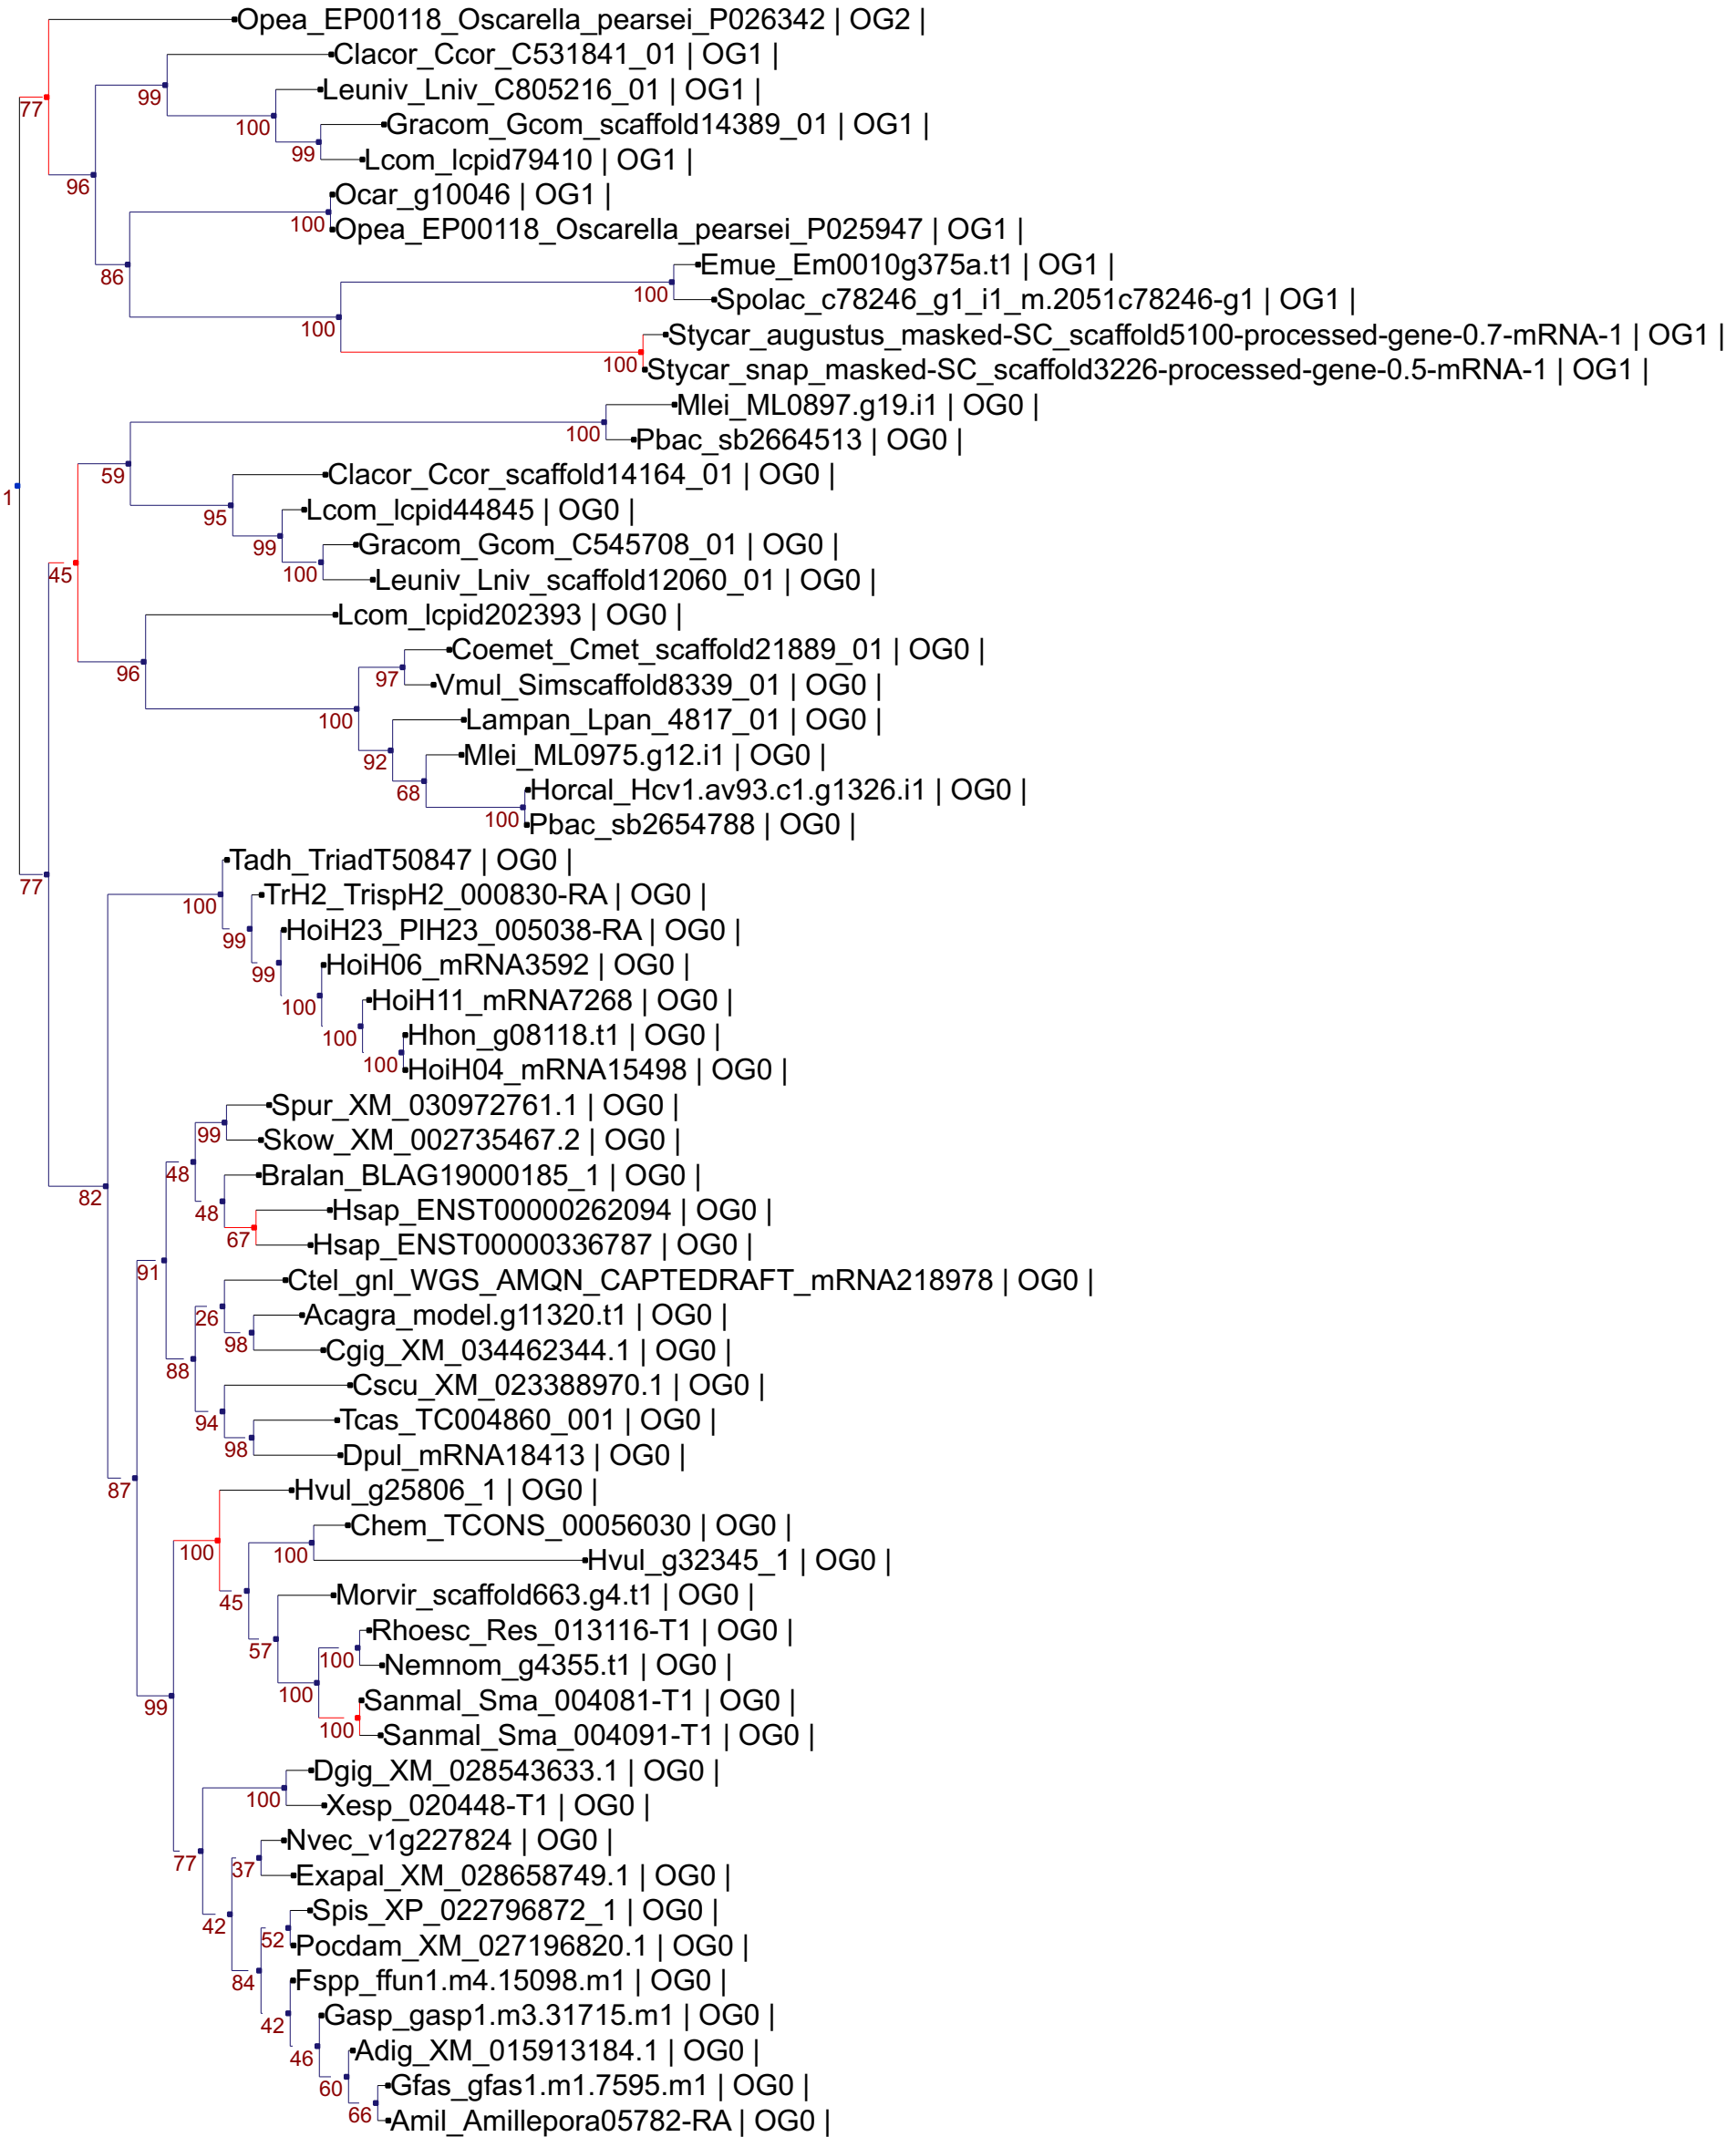 Opea_EP00118_Oscarella_pearsei_P026342 | OG2 |
Clacor_Ccor_C531841_01 | OG1 |
77
99
Leuniv_Lniv_C805216_01 | OG1 |
100
Gracom_Gcom_scaffold14389_01 | OG1 |
99
Lcom_lcpid79410 | OG1 |
96
Ocar_g10046 | OG1 |
100
Opea_EP00118_Oscarella_pearsei_P025947 | OG1 |
86
Emue_Em0010g375a.t1 | OG1 |
100
Spolac_c78246_g1_i1_m.2051c78246-g1 | OG1 |
100
Stycar_augustus_masked-SC_scaffold5100-processed-gene-0.7-mRNA-1 | OG1 |
100
Stycar_snap_masked-SC_scaffold3226-processed-gene-0.5-mRNA-1 | OG1 |
Mlei_ML0897.g19.i1 | OG0 |
100
Pbac_sb2664513 | OG0 |
59
Clacor_Ccor_scaffold14164_01 | OG0 |
1
95
Lcom_lcpid44845 | OG0 |
99
Gracom_Gcom_C545708_01 | OG0 |
45
100
Leuniv_Lniv_scaffold12060_01 | OG0 |
Lcom_lcpid202393 | OG0 |
96
Coemet_Cmet_scaffold21889_01 | OG0 |
97
Vmul_Simscaffold8339_01 | OG0 |
100
Lampan_Lpan_4817_01 | OG0 |
92
Mlei_ML0975.g12.i1 | OG0 |
68
Horcal_Hcv1.av93.c1.g1326.i1 | OG0 |
100
Pbac_sb2654788 | OG0 |
Tadh_TriadT50847 | OG0 |
77
100
TrH2_TrispH2_000830-RA | OG0 |
99
HoiH23_PlH23_005038-RA | OG0 |
99
HoiH06_mRNA3592 | OG0 |
100
HoiH11_mRNA7268 | OG0 |
100
Hhon_g08118.t1 | OG0 |
100
HoiH04_mRNA15498 | OG0 |
Spur_XM_030972761.1 | OG0 |
99
Skow_XM_002735467.2 | OG0 |
48
Bralan_BLAG19000185_1 | OG0 |
82
48
Hsap_ENST00000262094 | OG0 |
67
Hsap_ENST00000336787 | OG0 |
91
Ctel_gnl_WGS_AMQN_CAPTEDRAFT_mRNA218978 | OG0 |
26
Acagra_model.g11320.t1 | OG0 |
98
Cgig_XM_034462344.1 | OG0 |
88
Cscu_XM_023388970.1 | OG0 |
94
Tcas_TC004860_001 | OG0 |
98
Dpul_mRNA18413 | OG0 |
87
Hvul_g25806_1 | OG0 |
Chem_TCONS_00056030 | OG0 |
100
100
Hvul_g32345_1 | OG0 |
45
Morvir_scaffold663.g4.t1 | OG0 |
Rhoesc_Res_013116-T1 | OG0 |
57
100
Nemnom_g4355.t1 | OG0 |
100
Sanmal_Sma_004081-T1 | OG0 |
99
100
Sanmal_Sma_004091-T1 | OG0 |
Dgig_XM_028543633.1 | OG0 |
100
Xesp_020448-T1 | OG0 |
Nvec_v1g227824 | OG0 |
77
37
Exapal_XM_028658749.1 | OG0 |
Spis_XP_022796872_1 | OG0 |
42
52
Pocdam_XM_027196820.1 | OG0 |
84
Fspp_ffun1.m4.15098.m1 | OG0 |
42
Gasp_gasp1.m3.31715.m1 | OG0 |
46
Adig_XM_015913184.1 | OG0 |
60
Gfas_gfas1.m1.7595.m1 | OG0 |
66
Amil_Amillepora05782-RA | OG0 |